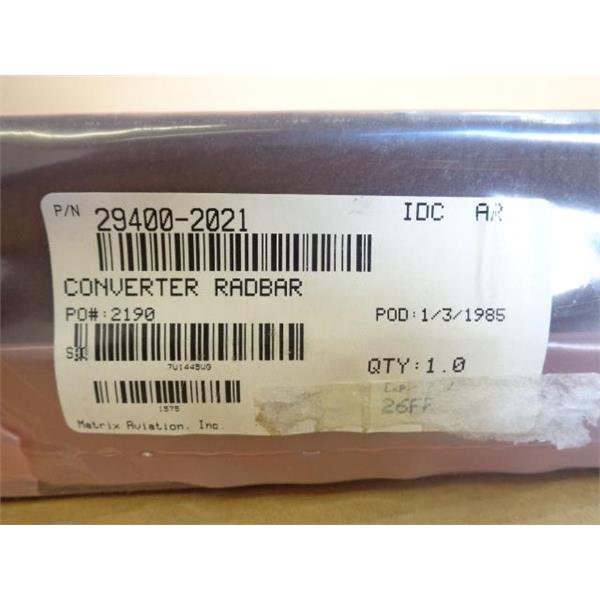 P/N 29400-2021 IDC AR
CONVERTER RADBAR
PO#:2190 POD:1/3/1985
7U1445WG
QTY:1.0
1575
26FF
Matrix Aviation, Inc.